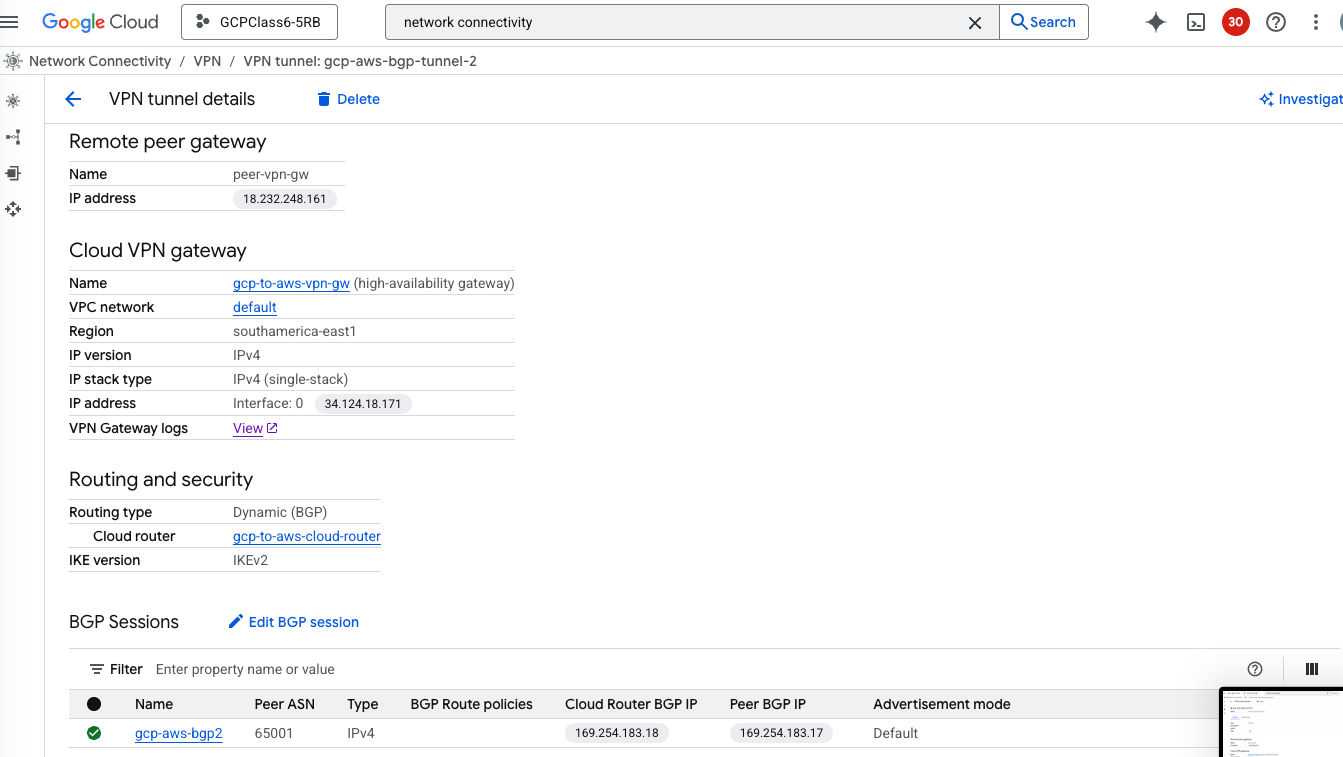 Google Cloud GCPClass6-5RB network connectivity Search 30
Network Connectivity / VPN / VPN tunnel: gcp-aws-bgp-tunnel-2
VPN tunnel details Delete Investigat
Remote peer gateway
Name peer-vpn-gw
IP address 18.232.248.161
Cloud VPN gateway
Name gcp-to-aws-vpn-gw (high-availability gateway)
VPC network default
Region southamerica-east1
IP version IPv4
IP stack type IPv4 (single-stack)
IP address Interface: 0 34.124.18.171
VPN Gateway logs View
Routing and security
Routing type Dynamic (BGP)
Cloud router gcp-to-aws-cloud-router
IKE version IKEv2
BGP Sessions Edit BGP session
Filter Enter property name or value
Name Peer ASN Type BGP Route policies Cloud Router BGP IP Peer BGP IP Advertisement mode
gcp-aws-bgp2 65001 IPv4 169.254.183.18 169.254.183.17 Default